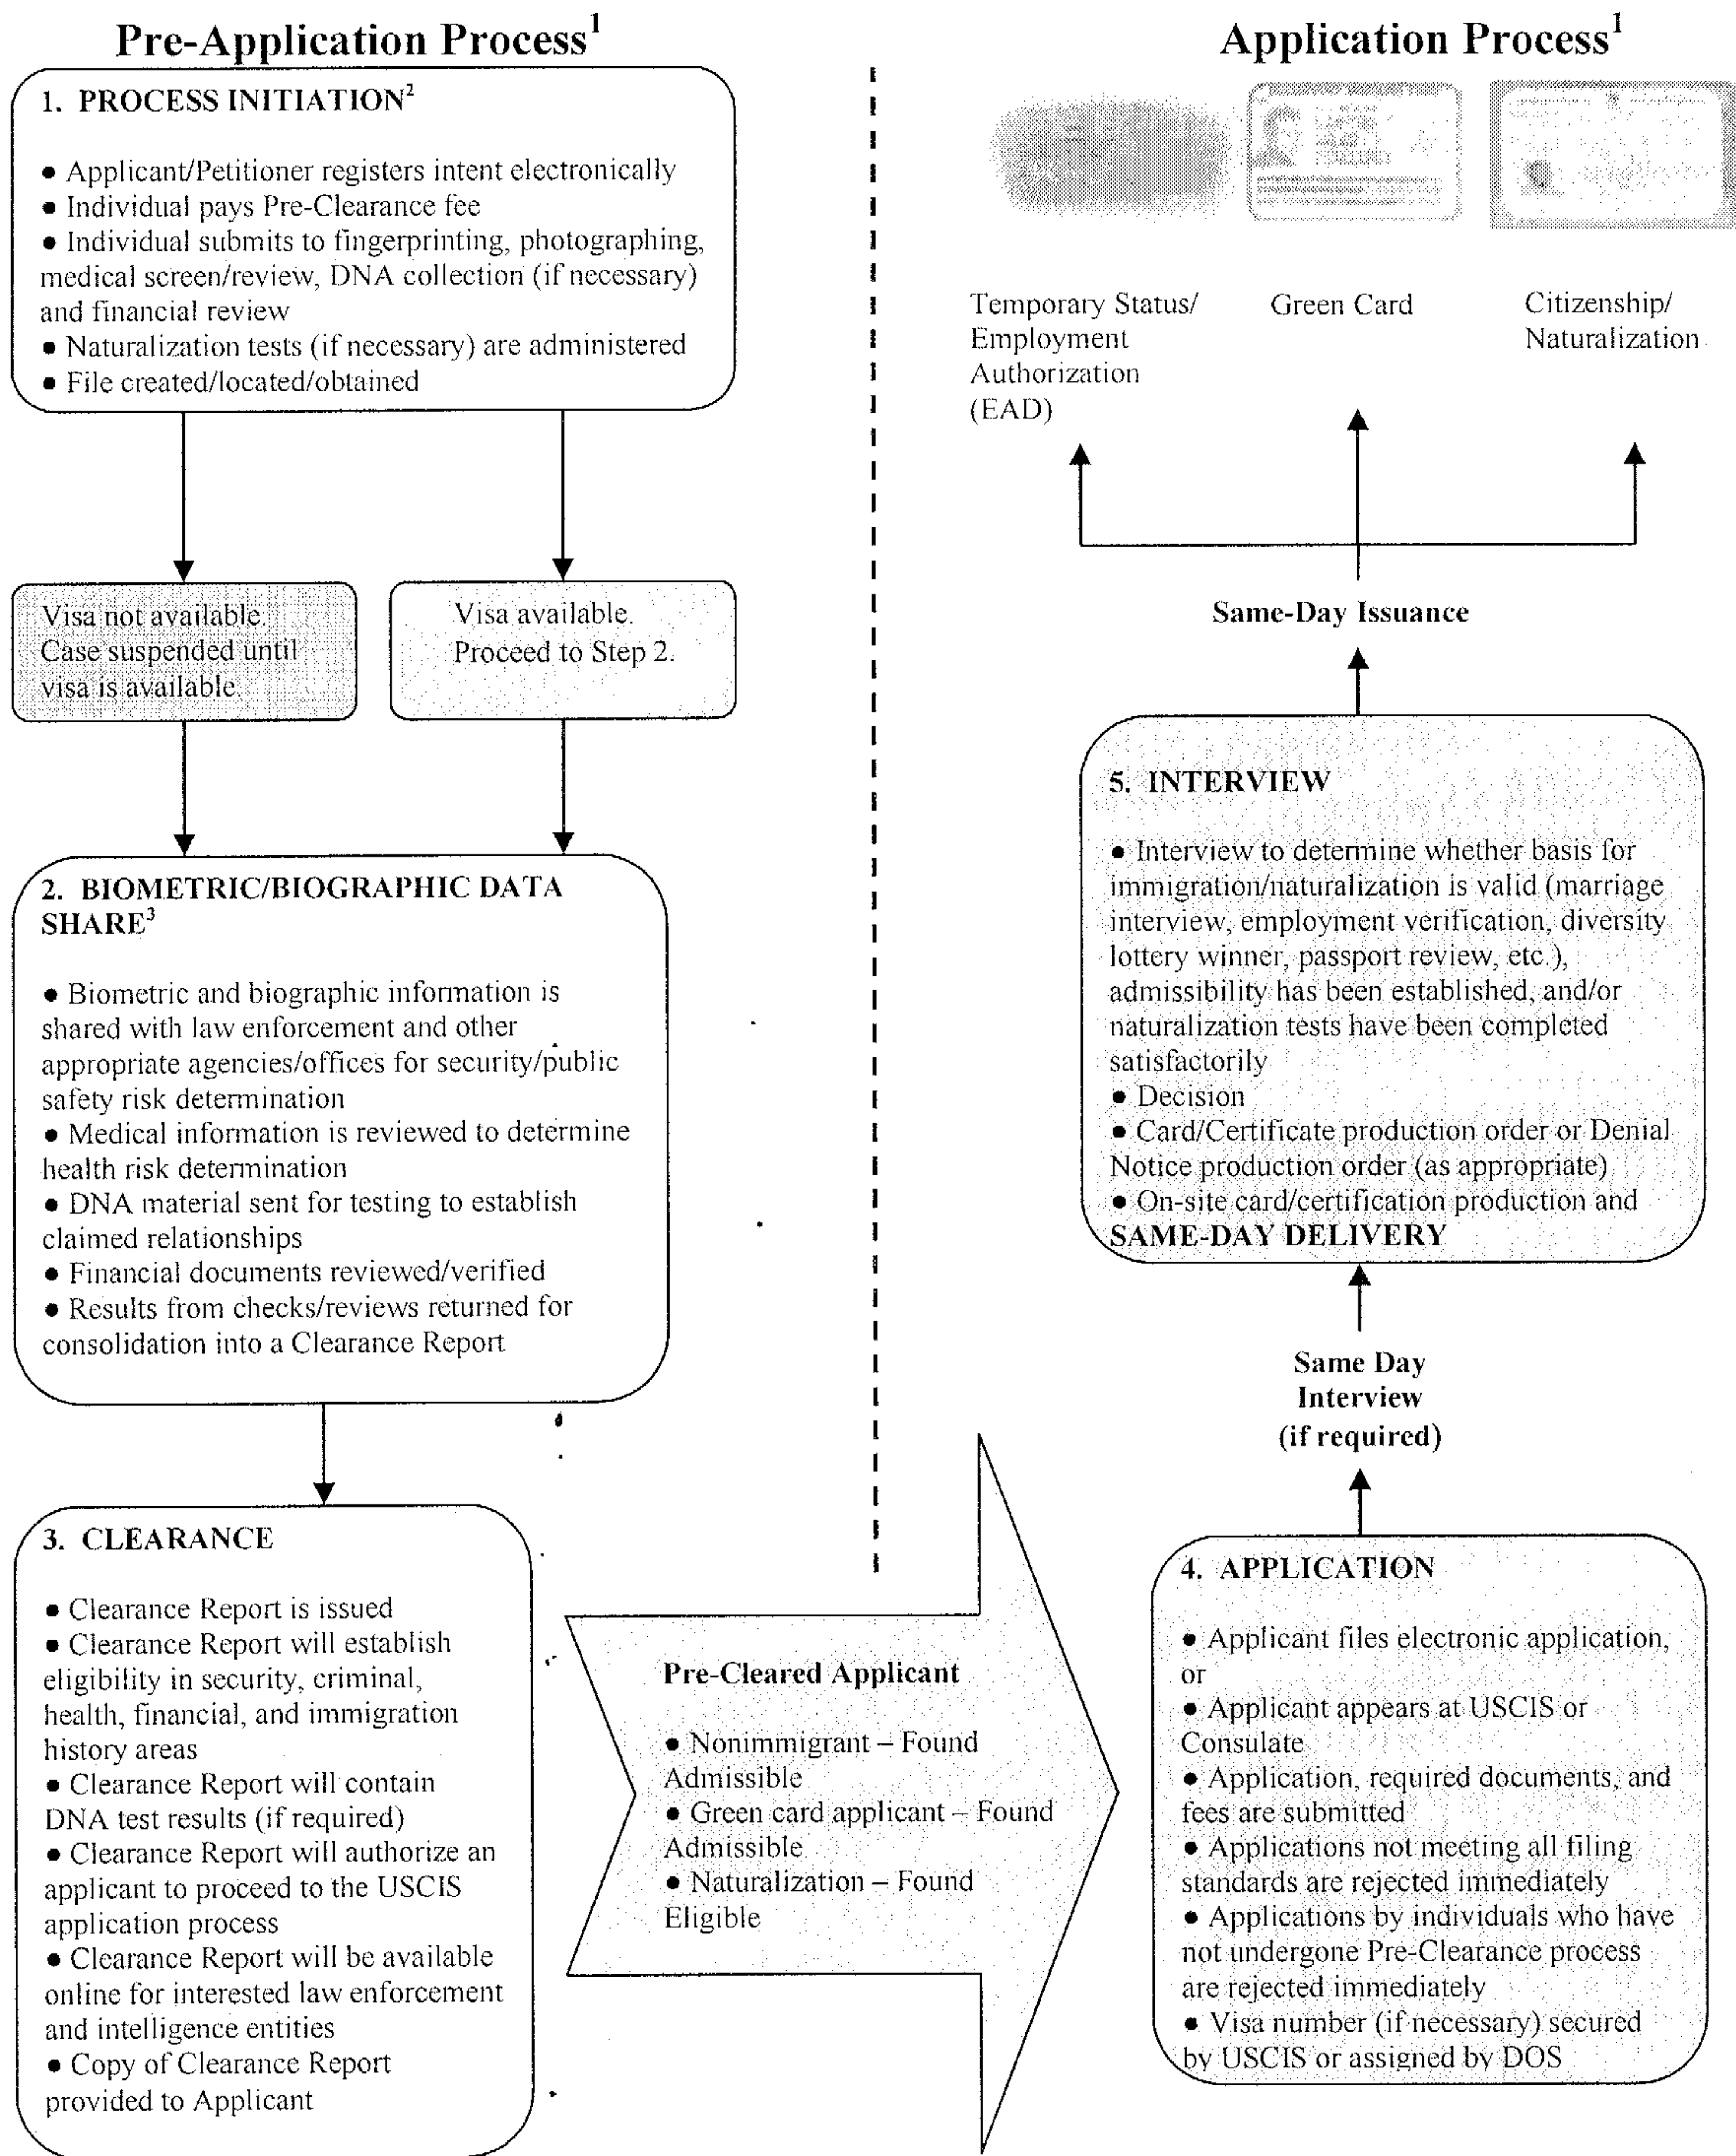 Pre-Application Process1
1. PROCESS INITIATION2
● Applicant/Petitioner registers intent electronically
● Individual pays Pre-Clearance fee
● Individual submits to fingerprinting, photographing,
medical screen/review, DNA collection (if necessary)
and financial review
● Naturalization tests (if necessary) are administered
● File created/located/obtained
Visa not available.
Case suspended until
visa is available.
Visa available.
Proceed to Step 2.
2. BIOMETRIC/BIOGRAPHIC DATA
SHARE3
● Biometric and biographic information is
shared with law enforcement and other
appropriate agencies/offices for security/public
safety risk determination
● Medical information is reviewed to determine
health risk determination
● DNA material sent for testing to establish
claimed relationships
● Financial documents reviewed/verified
● Results from checks/reviews returned for
consolidation into a Clearance Report
3. CLEARANCE
● Clearance Report is issued
● Clearance Report will establish
eligibility in security, criminal,
health, financial, and immigration
history areas
● Clearance Report will contain
DNA test results (if required)
● Clearance Report will authorize an
applicant to proceed to the USCIS
application process
● Clearance Report will be available
online for interested law enforcement
and intelligence entities
● Copy of Clearance Report
provided to Applicant
Pre-Cleared Applicant
● Nonimmigrant – Found
Admissible
● Green card applicant – Found
Admissible
● Naturalization – Found
Eligible
Application Process1
Temporary Status/
Employment
Authorization
(EAD)
Green Card
Citizenship/
Naturalization
Same-Day Issuance
5. INTERVIEW
● Interview to determine whether basis for
immigration/naturalization is valid (marriage
interview, employment verification, diversity
lottery winner, passport review, etc.),
admissibility has been established, and/or
naturalization tests have been completed
satisfactorily
● Decision
● Card/Certificate production order or Denial
Notice production order (as appropriate)
● On-site card/certification production and
SAME-DAY DELIVERY
Same Day
Interview
(if required)
4. APPLICATION
● Applicant files electronic application,
or
● Applicant appears at USCIS or
Consulate
● Application, required documents, and
fees are submitted
● Applications not meeting all filing
standards are rejected immediately
● Applications by individuals who have
not undergone Pre-Clearance process
are rejected immediately
● Visa number (if necessary) secured
by USCIS or assigned by DOS